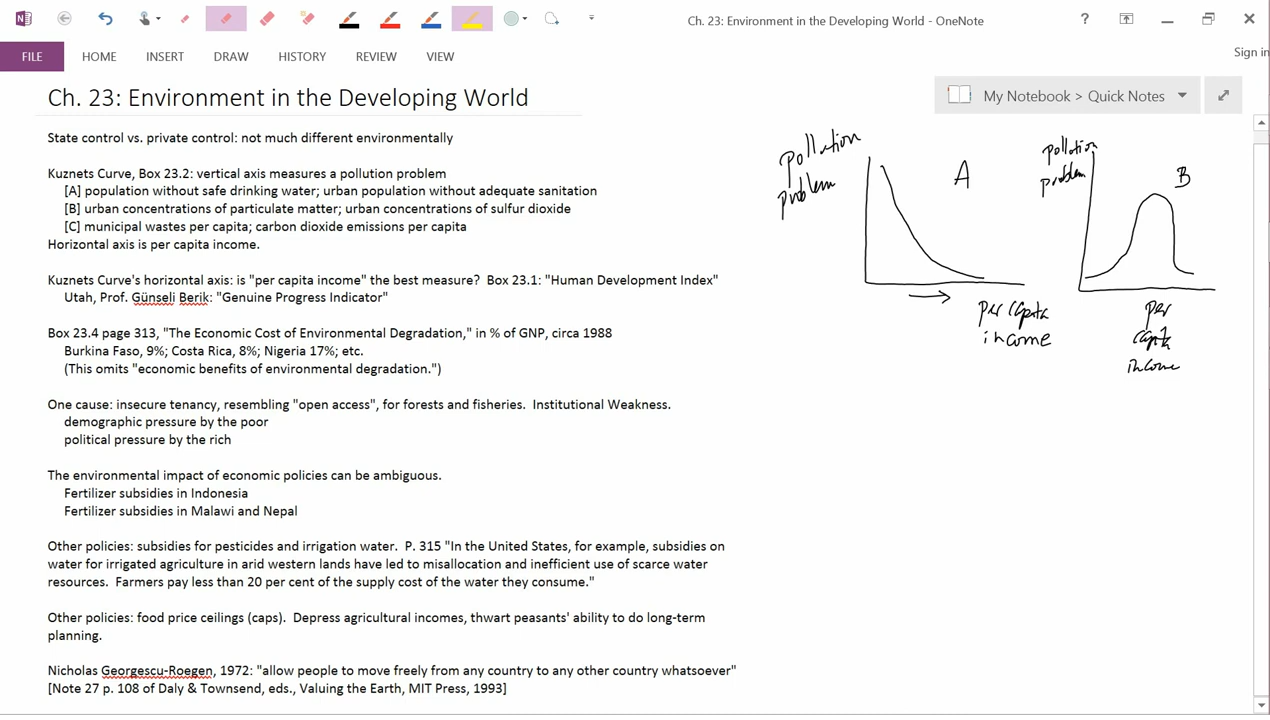 Ch. 23: Environment in the Developing World - OneNote
?
FILE HOME INSERT DRAW HISTORY REVIEW VIEW
Sign in
Ch. 23: Environment in the Developing World
My Notebook > Quick Notes
State control vs. private control: not much different environmentally
Kuznets Curve, Box 23.2: vertical axis measures a pollution problem
[A] population without safe drinking water; urban population without adequate sanitation
[B] urban concentrations of particulate matter; urban concentrations of sulfur dioxide
[C] municipal wastes per capita; carbon dioxide emissions per capita
Horizontal axis is per capita income.
Kuznets Curve's horizontal axis: is "per capita income" the best measure? Box 23.1: "Human Development Index"
Utah, Prof. Günseli Berik: "Genuine Progress Indicator"
Box 23.4 page 313, "The Economic Cost of Environmental Degradation," in % of GNP, circa 1988
Burkina Faso, 9%; Costa Rica, 8%; Nigeria 17%; etc.
(This omits "economic benefits of environmental degradation.")
One cause: insecure tenancy, resembling "open access", for forests and fisheries. Institutional Weakness.
demographic pressure by the poor
political pressure by the rich
The environmental impact of economic policies can be ambiguous.
Fertilizer subsidies in Indonesia
Fertilizer subsidies in Malawi and Nepal
Other policies: subsidies for pesticides and irrigation water. P. 315 "In the United States, for example, subsidies on
water for irrigated agriculture in arid western lands have led to misallocation and inefficient use of scarce water
resources. Farmers pay less than 20 per cent of the supply cost of the water they consume."
Other policies: food price ceilings (caps). Depress agricultural incomes, thwart peasants' ability to do long-term
planning.
Nicholas Georgescu-Roegen, 1972: "allow people to move freely from any country to any other country whatsoever"
[Note 27 p. 108 of Daly & Townsend, eds., Valuing the Earth, MIT Press, 1993]
pollution
problem
A
per capita
income
pollution
problem
B
per
capita
income